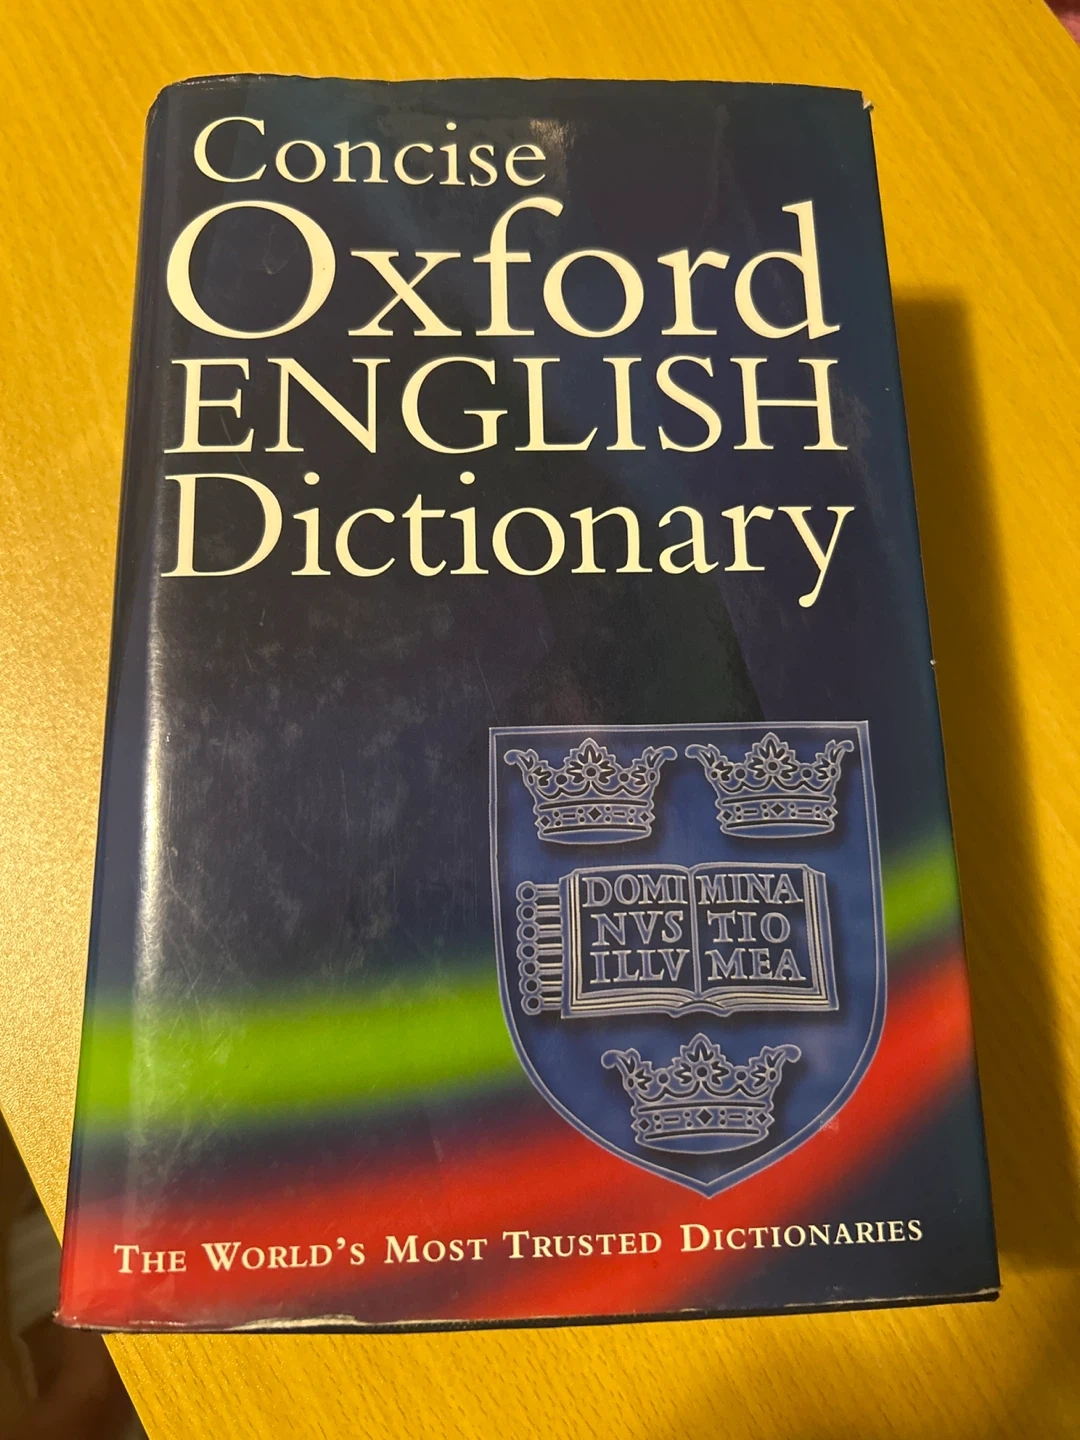 Concise
Oxford
ENGLISH
Dictionary
DOMI MINA
NVS TIO
ILLV MEA
THE WORLD'S MOST TRUSTED DICTIONARIES